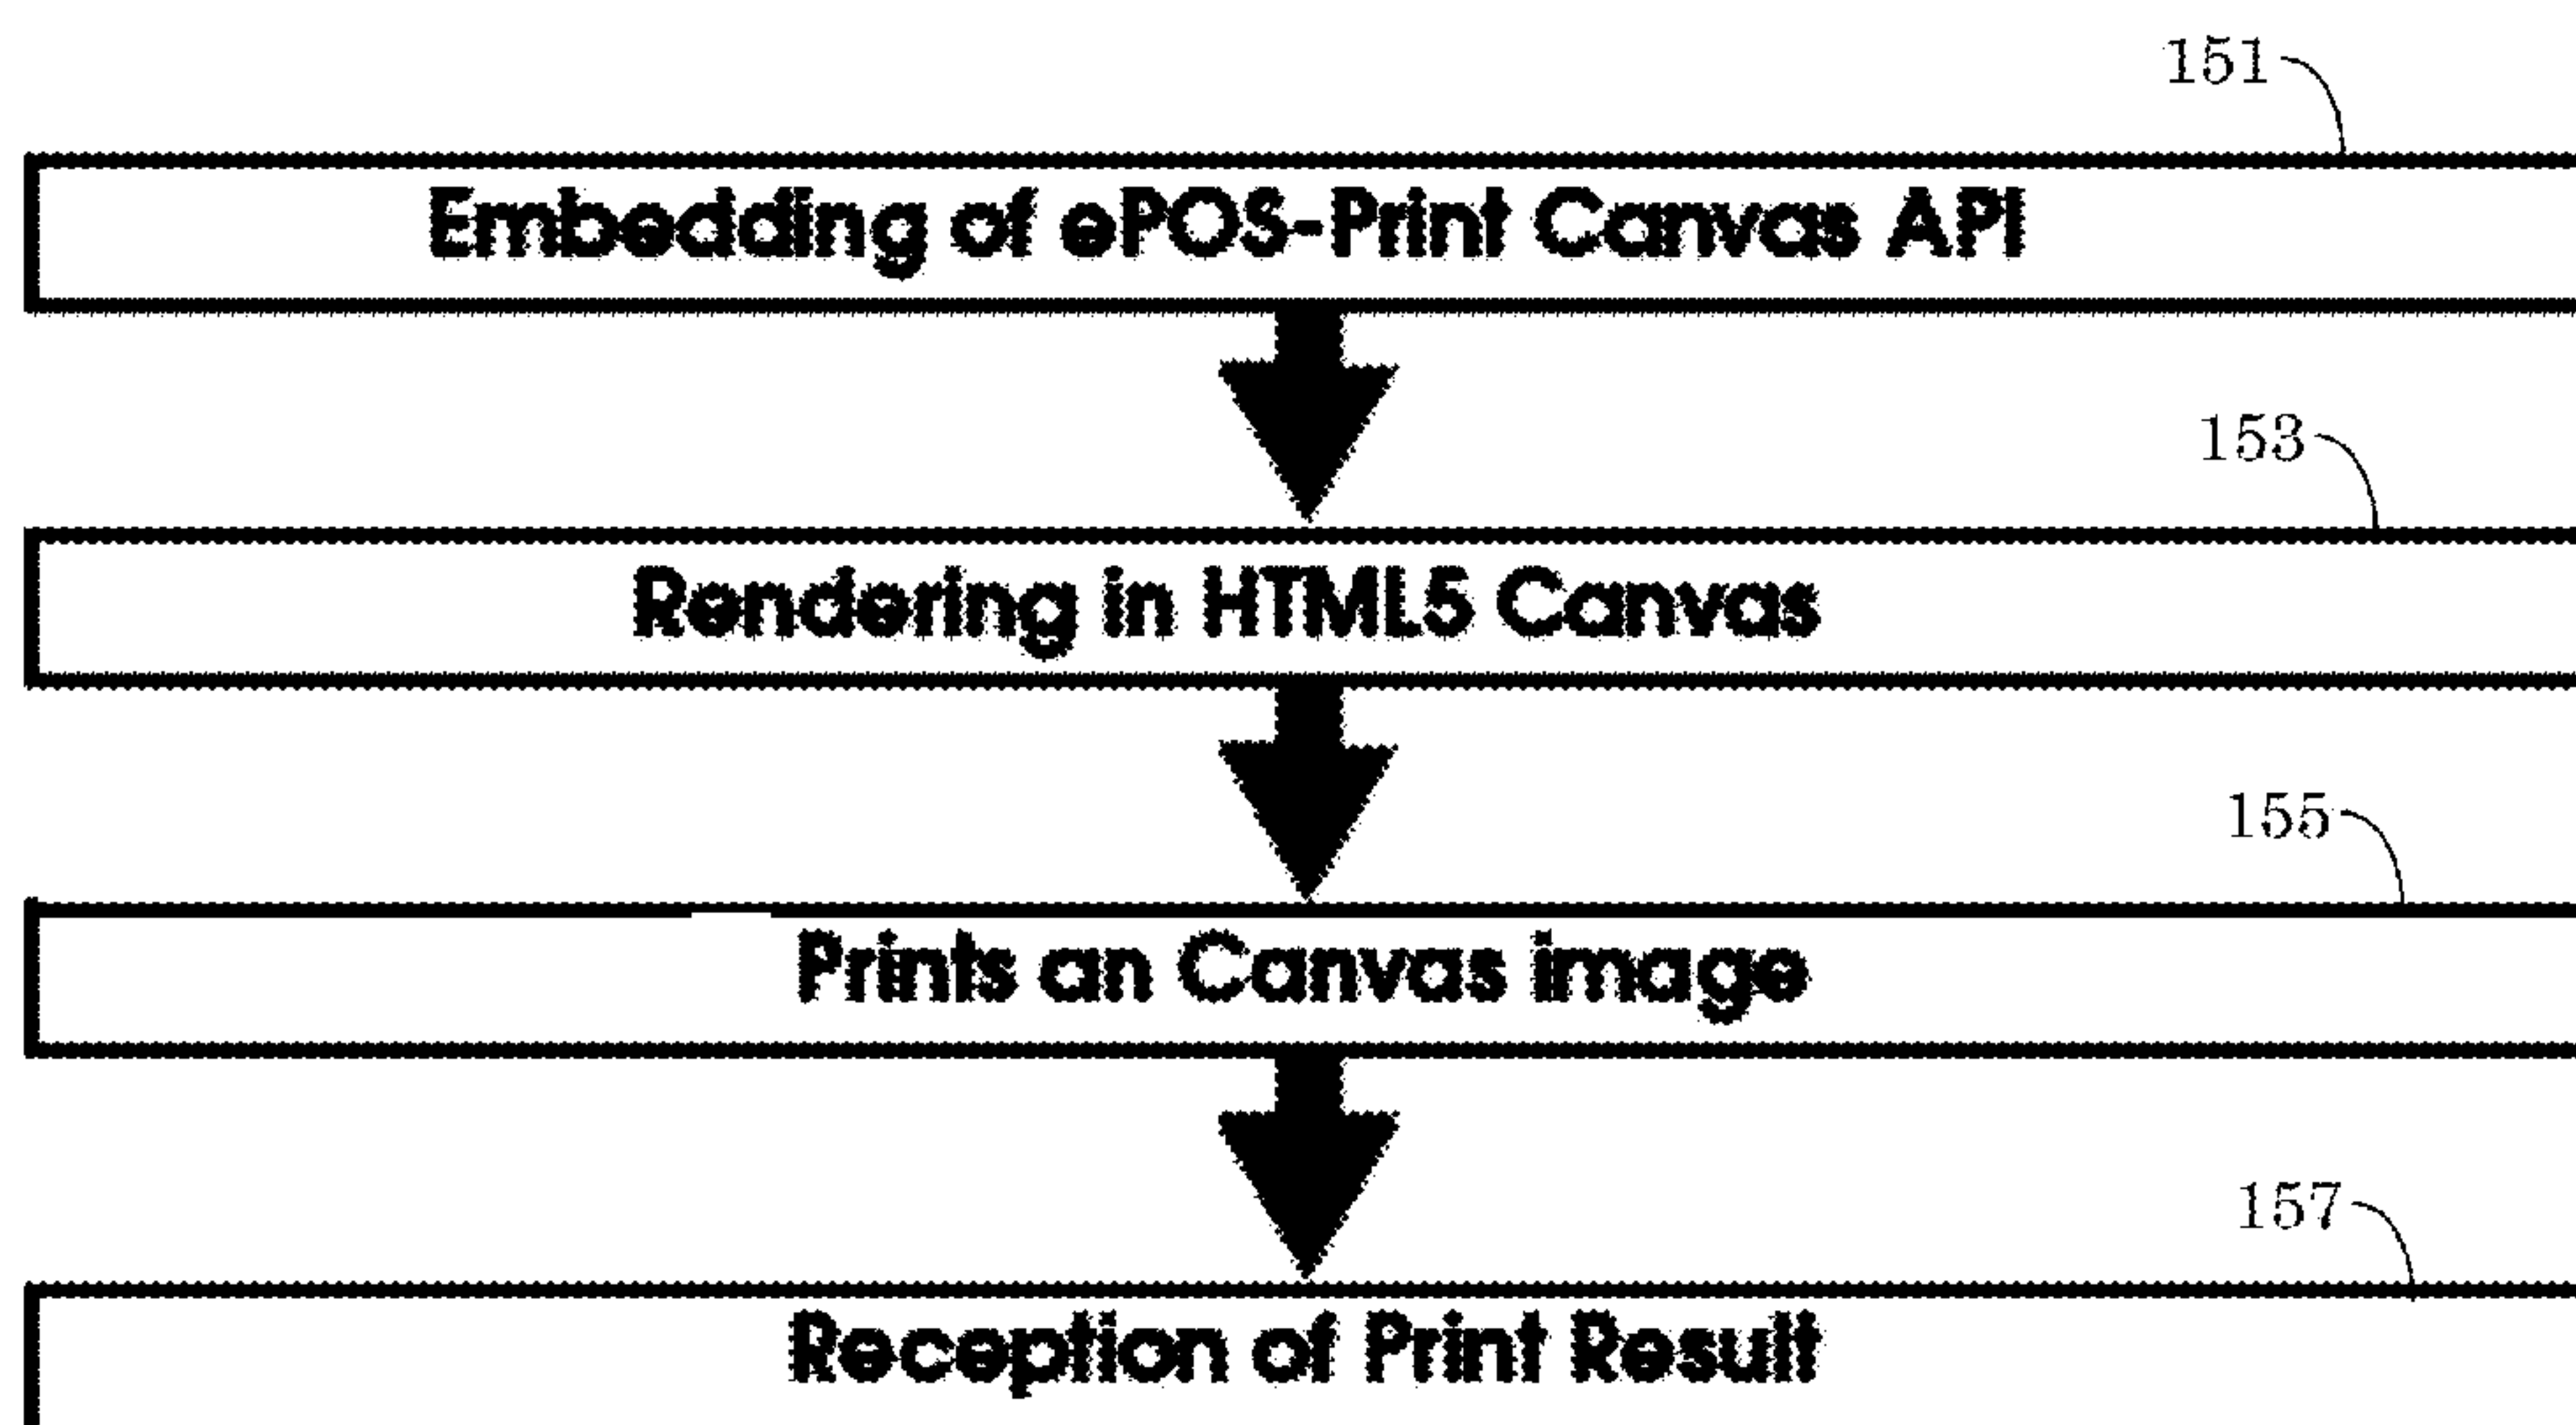 151
Embedding of ePOS-Print Canvas API
153
Rendering in HTML5 Canvas
155
Prints an Canvas image
157
Reception of Print Result